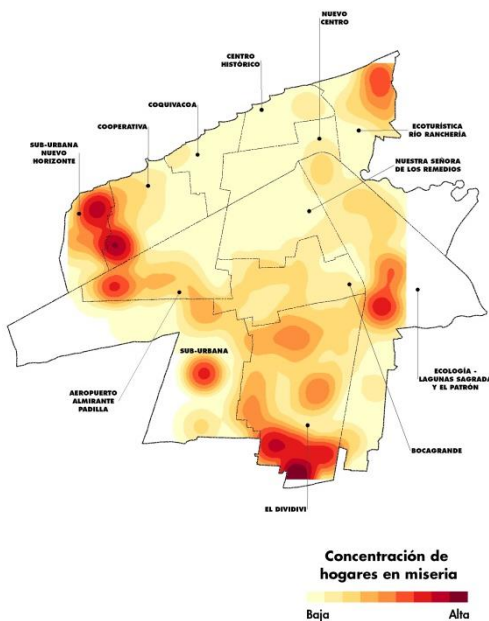 NUEVO
CENTRO
CENTRO
HISTÓRICO
COQUIVACOA
COOPERATIVA
SUB-URBANA
NUEVO
HORIZONTE
ECOTURÍSTICA
RÍO RANCHERÍA
NUESTRA SEÑORA
DE LOS REMEDIOS
SUB-URBANA
AEROPUERTO
ALMIRANTE
PADILLA
ECOLOGÍA -
LAGUNAS SAGRADA
Y EL PATRÓN
BOCAGRANDE
EL DIVIDIVI
Concentración de
hogares en miseria
Baja Alta